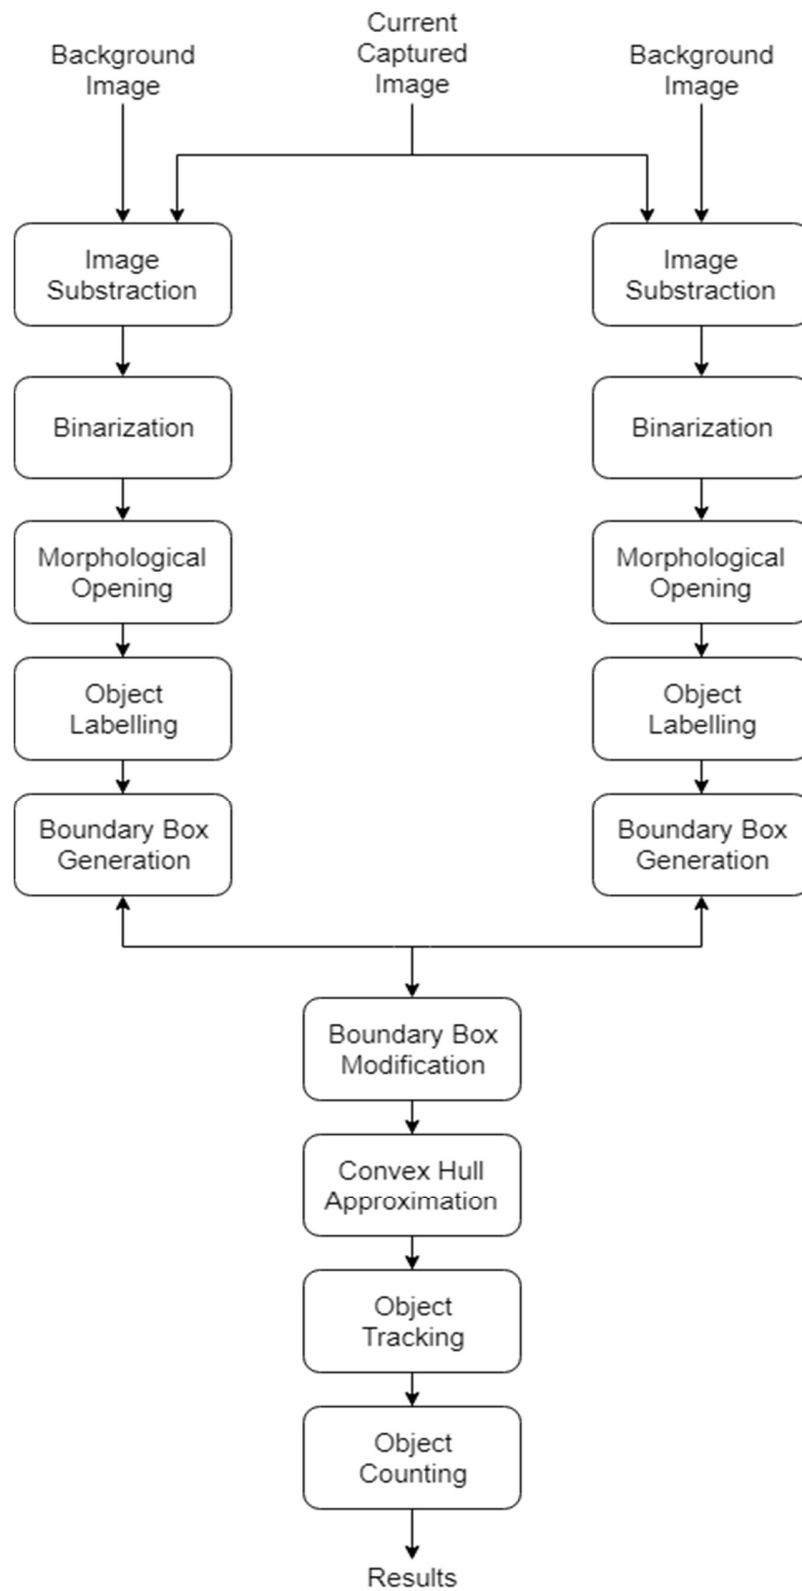 Background
Image
Current
Captured
Image
Background
Image
Image
Substraction
Image
Substraction
Binarization
Binarization
Morphological
Opening
Morphological
Opening
Object
Labelling
Object
Labelling
Boundary Box
Generation
Boundary Box
Generation
Boundary Box
Modification
Convex Hull
Approximation
Object
Tracking
Object
Counting
Results